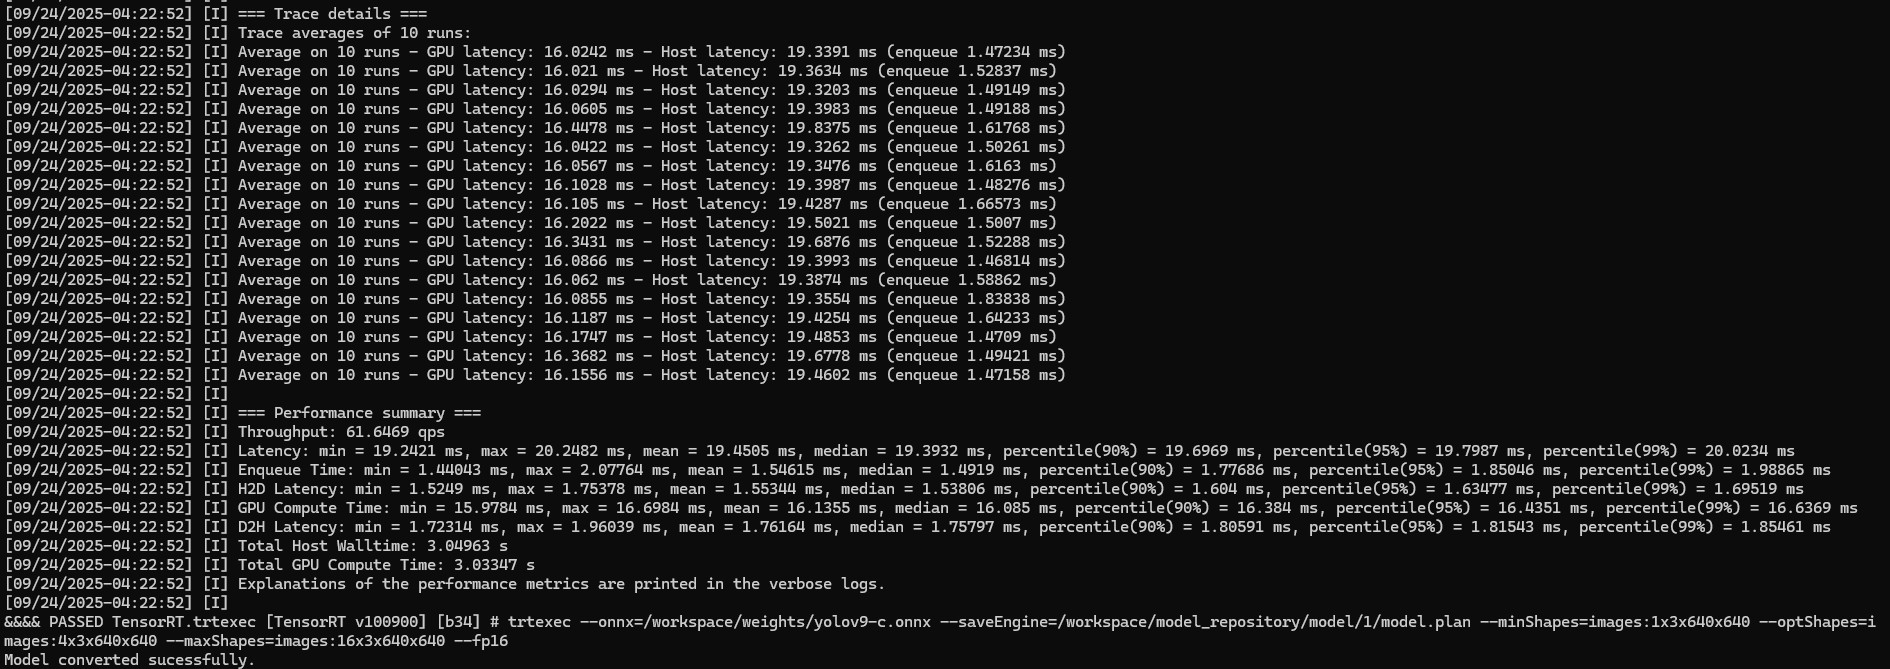 [09/24/2025-04:22:52] [I] === Trace details ===
[09/24/2025-04:22:52] [I] Trace averages of 10 runs:
[09/24/2025-04:22:52] [I] Average on 10 runs - GPU latency: 16.0242 ms - Host latency: 19.3391 ms (enqueue 1.47234 ms)
[09/24/2025-04:22:52] [I] Average on 10 runs - GPU latency: 16.021 ms - Host latency: 19.3634 ms (enqueue 1.52837 ms)
[09/24/2025-04:22:52] [I] Average on 10 runs - GPU latency: 16.0294 ms - Host latency: 19.3203 ms (enqueue 1.49149 ms)
[09/24/2025-04:22:52] [I] Average on 10 runs - GPU latency: 16.0605 ms - Host latency: 19.3983 ms (enqueue 1.49188 ms)
[09/24/2025-04:22:52] [I] Average on 10 runs - GPU latency: 16.4478 ms - Host latency: 19.8375 ms (enqueue 1.61768 ms)
[09/24/2025-04:22:52] [I] Average on 10 runs - GPU latency: 16.0422 ms - Host latency: 19.3262 ms (enqueue 1.50261 ms)
[09/24/2025-04:22:52] [I] Average on 10 runs - GPU latency: 16.0567 ms - Host latency: 19.3476 ms (enqueue 1.6163 ms)
[09/24/2025-04:22:52] [I] Average on 10 runs - GPU latency: 16.1028 ms - Host latency: 19.3987 ms (enqueue 1.48276 ms)
[09/24/2025-04:22:52] [I] Average on 10 runs - GPU latency: 16.105 ms - Host latency: 19.4287 ms (enqueue 1.66573 ms)
[09/24/2025-04:22:52] [I] Average on 10 runs - GPU latency: 16.2022 ms - Host latency: 19.5021 ms (enqueue 1.5007 ms)
[09/24/2025-04:22:52] [I] Average on 10 runs - GPU latency: 16.3431 ms - Host latency: 19.6876 ms (enqueue 1.52288 ms)
[09/24/2025-04:22:52] [I] Average on 10 runs - GPU latency: 16.0866 ms - Host latency: 19.3993 ms (enqueue 1.46814 ms)
[09/24/2025-04:22:52] [I] Average on 10 runs - GPU latency: 16.062 ms - Host latency: 19.3874 ms (enqueue 1.58862 ms)
[09/24/2025-04:22:52] [I] Average on 10 runs - GPU latency: 16.0855 ms - Host latency: 19.3554 ms (enqueue 1.83838 ms)
[09/24/2025-04:22:52] [I] Average on 10 runs - GPU latency: 16.1187 ms - Host latency: 19.4254 ms (enqueue 1.64233 ms)
[09/24/2025-04:22:52] [I] Average on 10 runs - GPU latency: 16.1747 ms - Host latency: 19.4853 ms (enqueue 1.4709 ms)
[09/24/2025-04:22:52] [I] Average on 10 runs - GPU latency: 16.3682 ms - Host latency: 19.6778 ms (enqueue 1.49421 ms)
[09/24/2025-04:22:52] [I] Average on 10 runs - GPU latency: 16.1556 ms - Host latency: 19.4602 ms (enqueue 1.47158 ms)
[09/24/2025-04:22:52] [I]
[09/24/2025-04:22:52] [I] === Performance summary ===
[09/24/2025-04:22:52] [I] Throughput: 61.6469 qps
[09/24/2025-04:22:52] [I] Latency: min = 19.2421 ms, max = 20.2482 ms, mean = 19.4505 ms, median = 19.3932 ms, percentile(90%) = 19.6969 ms, percentile(95%) = 19.7987 ms, percentile(99%) = 20.0234 ms
[09/24/2025-04:22:52] [I] Enqueue Time: min = 1.44043 ms, max = 2.07764 ms, mean = 1.54615 ms, median = 1.4919 ms, percentile(90%) = 1.77686 ms, percentile(95%) = 1.85046 ms, percentile(99%) = 1.98865 ms
[09/24/2025-04:22:52] [I] H2D Latency: min = 1.5249 ms, max = 1.75378 ms, mean = 1.55344 ms, median = 1.53806 ms, percentile(90%) = 1.604 ms, percentile(95%) = 1.63477 ms, percentile(99%) = 1.69519 ms
[09/24/2025-04:22:52] [I] GPU Compute Time: min = 15.9784 ms, max = 16.6984 ms, mean = 16.1355 ms, median = 16.085 ms, percentile(90%) = 16.384 ms, percentile(95%) = 16.4351 ms, percentile(99%) = 16.6369 ms
[09/24/2025-04:22:52] [I] D2H Latency: min = 1.72314 ms, max = 1.96039 ms, mean = 1.76164 ms, median = 1.75797 ms, percentile(90%) = 1.80591 ms, percentile(95%) = 1.81543 ms, percentile(99%) = 1.85461 ms
[09/24/2025-04:22:52] [I] Total Host Walltime: 3.04963 s
[09/24/2025-04:22:52] [I] Total GPU Compute Time: 3.03347 s
[09/24/2025-04:22:52] [I] Explanations of the performance metrics are printed in the verbose logs.
[09/24/2025-04:22:52] [I]
&&&& PASSED TensorRT.trtexec [TensorRT v100900] [b34] # trtexec --onnx=/workspace/weights/yolov9-c.onnx --saveEngine=/workspace/model_repository/model/1/model.plan --minShapes=images:1x3x640x640 --optShapes=i
mages:4x3x640x640 --maxShapes=images:16x3x640x640 --fp16
Model converted sucessfully.